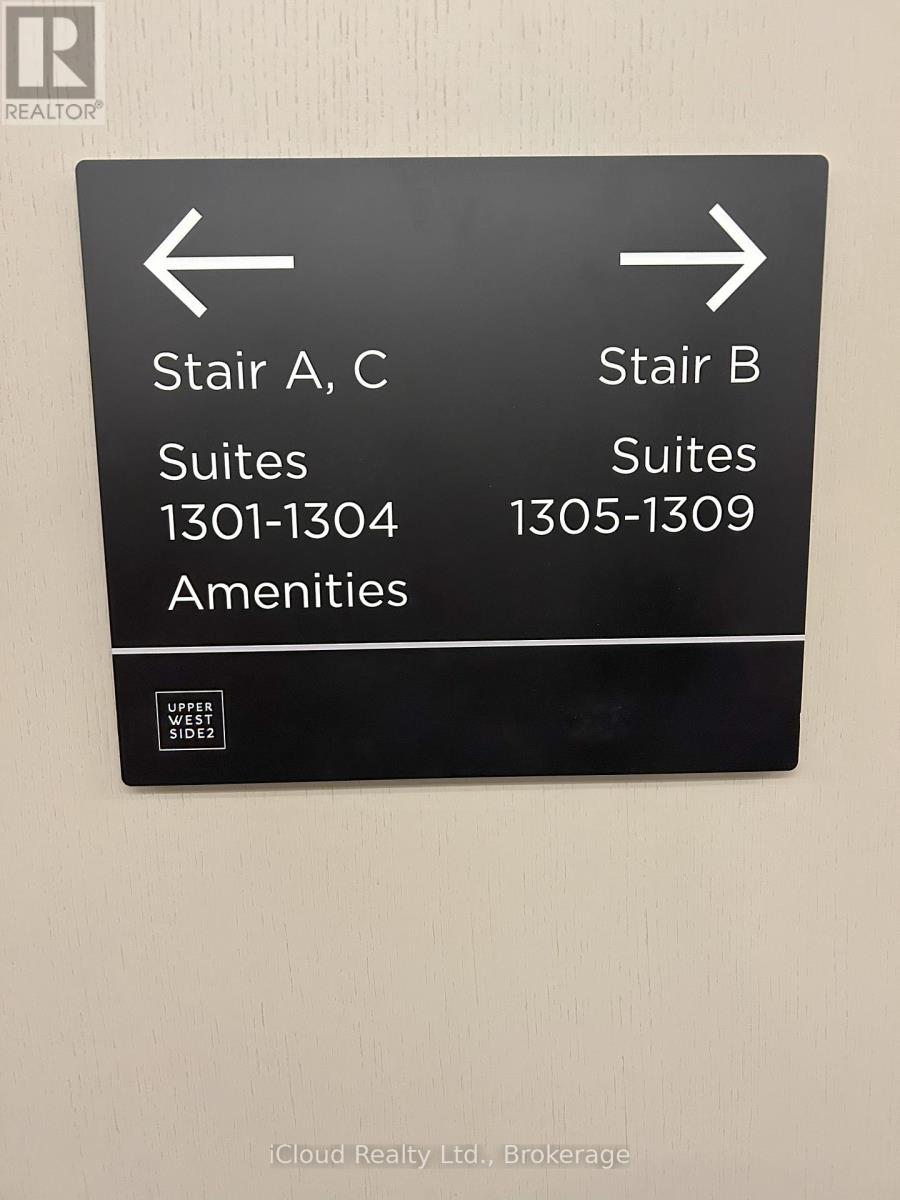 REALTOR®
Stair A, C
Suites
1301-1304
Amenities
Stair B
Suites
1305-1309
UPPER
WEST
SIDE2
iCloud Realty Ltd., Brokerage